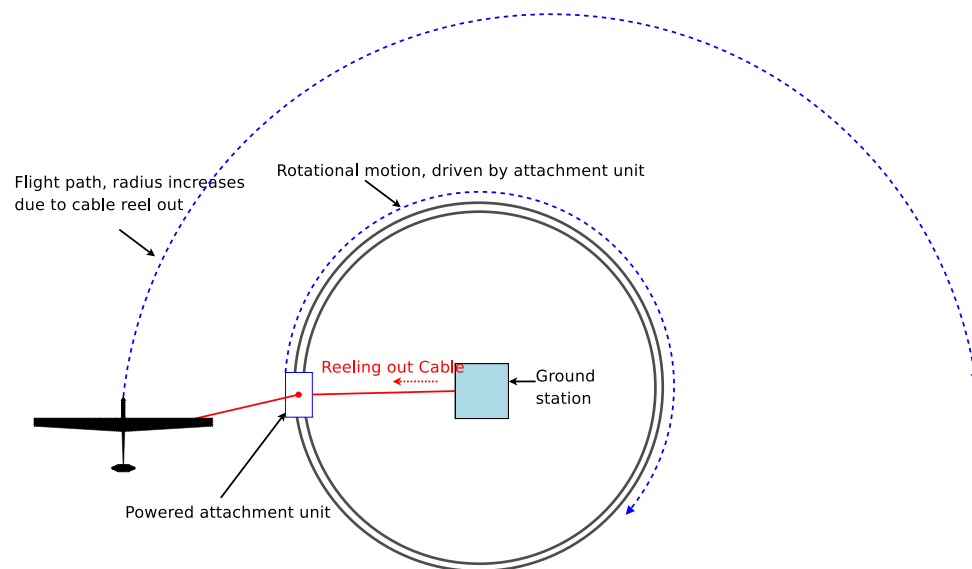 Rotational motion, driven by attachment unit
Flight path, radius increases
due to cable reel out
Reeling out Cable
Ground
station
Powered attachment unit